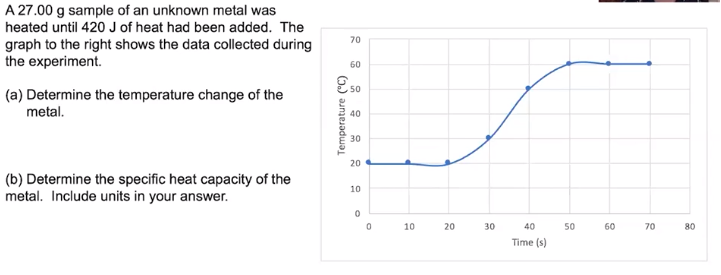 A 27.00 g sample of an unknown metal was
heated until 420 J of heat had been added. The
graph to the right shows the data collected during
the experiment.
(a) Determine the temperature change of the
metal.
(b) Determine the specific heat capacity of the
metal. Include units in your answer.
Temperature (°C)
70
60
50
40
30
20
10
0
0 10 20 30 40 50 60 70 80
Time (s)